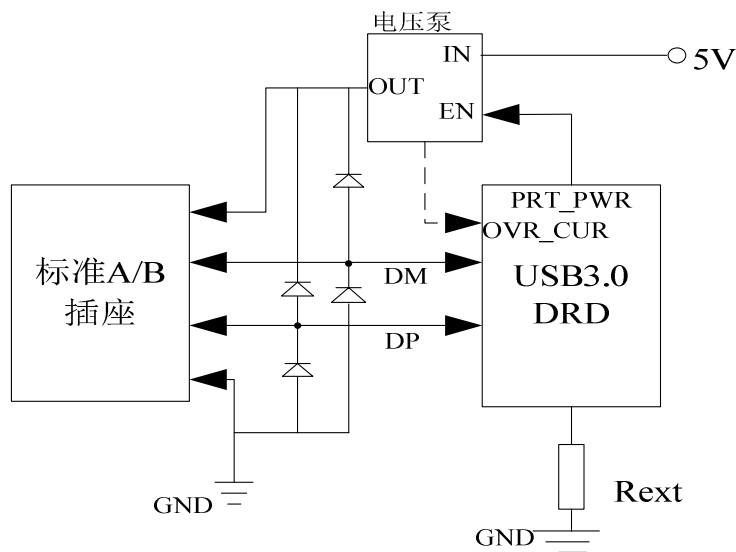 电压泵
IN
5V
OUT
EN
PRT_PWR
OVR_CUR
标准A/B
插座
DM
USB3.0
DRD
DP
GND
Rext
GND